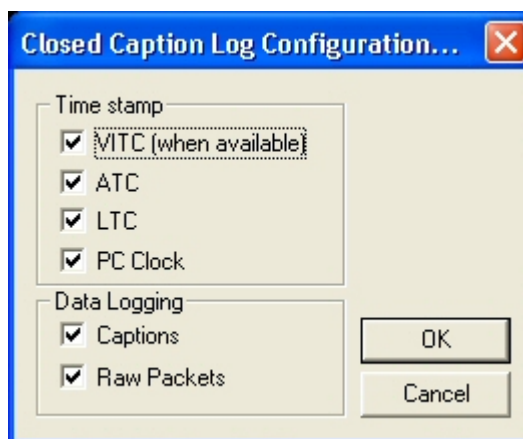 Closed Caption Log Configuration...
Time stamp
VITC (when available)
ATC
LTC
PC Clock
Data Logging
Captions
Raw Packets
OK
Cancel